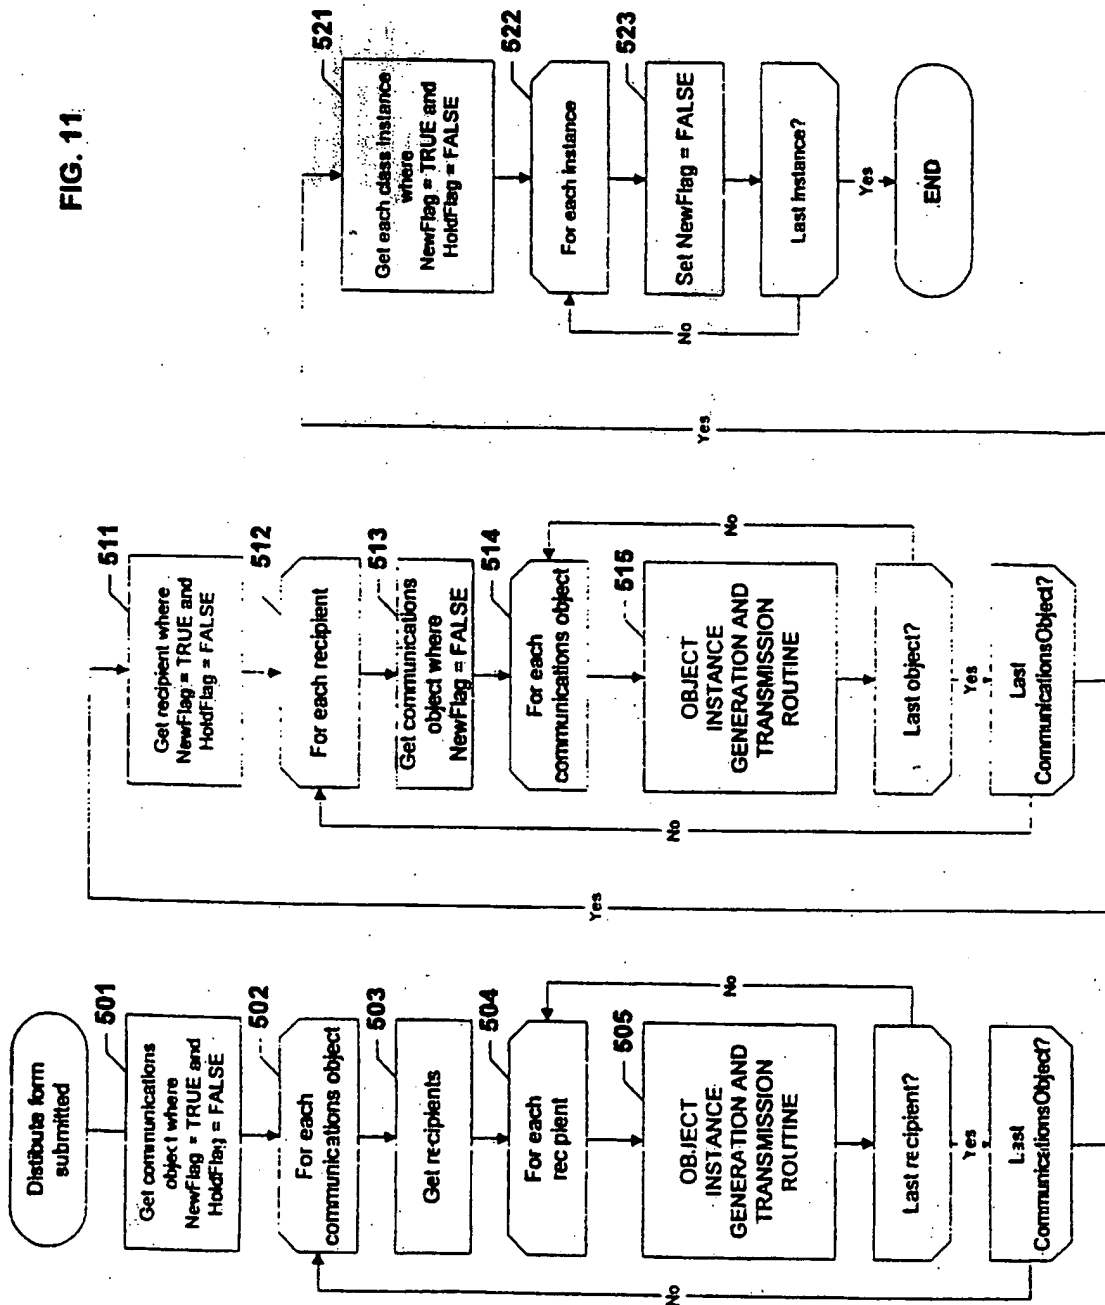 FIG. 11
Distibute form
submitted
501
Get communications
object where
NewFlag = TRUE and
= FALSE
502
For each
communications object
503
Get recipients
504
For each
505
OBJECT
INSTANCE
GENERATION AND
TRANSMISSION
ROUTINE
Last recipient?
No
Yes
Last
CommunicationsObject?
No
Yes
511
Get recipient where
NewFlag = TRUE and
HoldFlag = FALSE
512
For each recipient
513
Get communications
object where
NewFlag = FALSE
514
For each
communications object
515
OBJECT
INSTANCE
GENERATION AND
TRANSMISSION
ROUTINE
Last object?
No
Yes
Last
CommunicationsObject?
No
Yes
521
Get each class instance
where
NewFlag = TRUE and
HoldFlag = FALSE
522
For each instance
523
Set NewFlag = FALSE
Last instance?
No
Yes
END